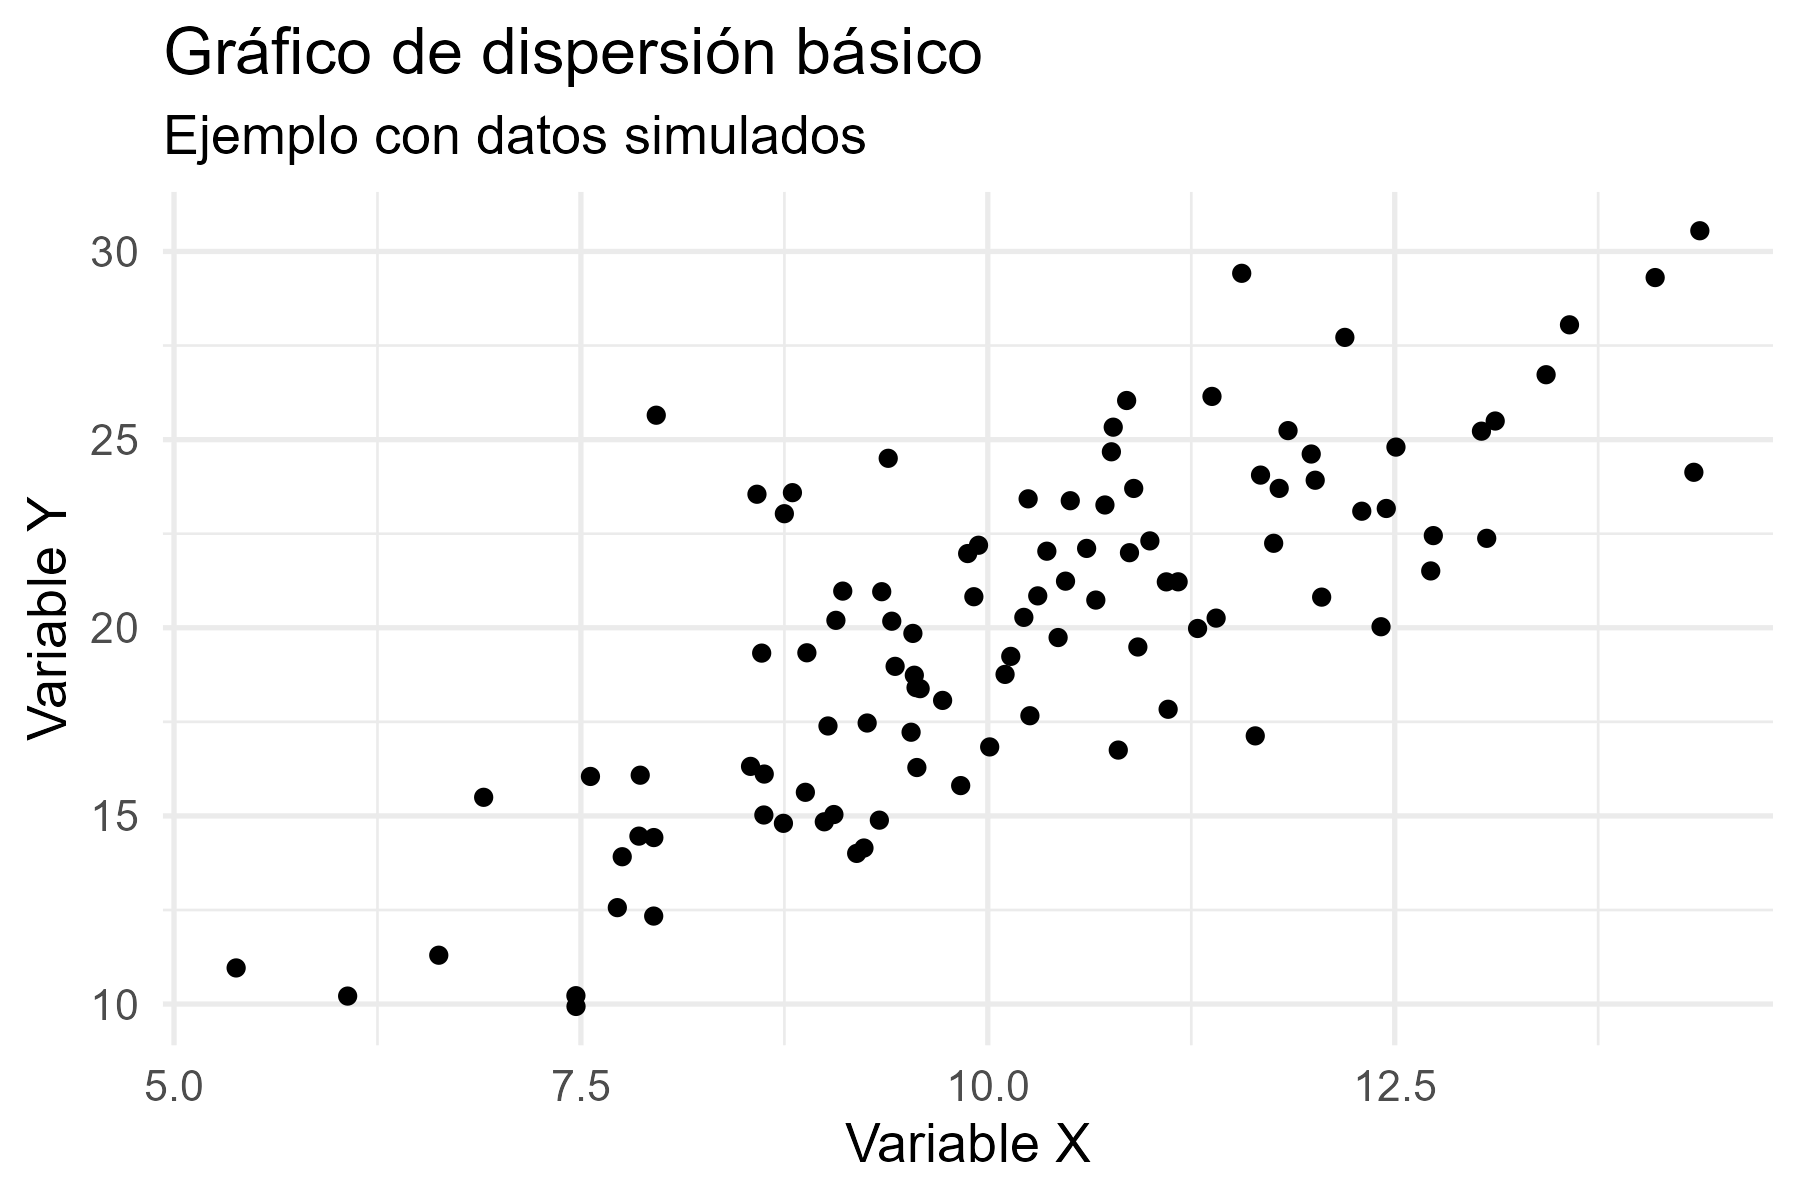 Gráfico de dispersión básico
Ejemplo con datos simulados
30
25
20
15
10
Variable Y
5.0 7.5 10.0 12.5
Variable X